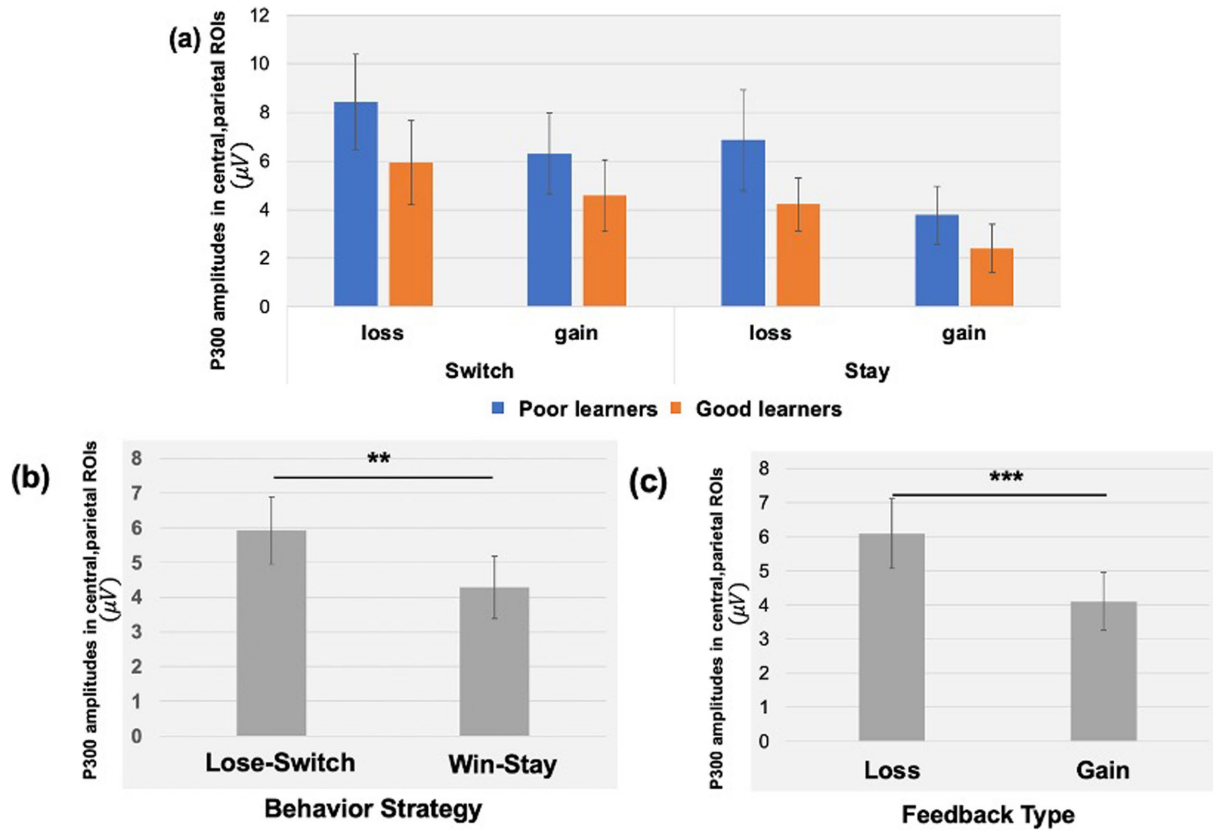 (a)
P300 amplitudes in central,parietal ROIs
(μV)
12
10
8
6
4
2
0
loss
gain
loss
gain
Switch
Stay
Poor learners
Good learners
(b)
P300 amplitudes in central,parietal ROIs
(μV)
8
7
6
5
4
3
2
1
0
**
Lose-Switch
Win-Stay
Behavior Strategy
(c)
P300 amplitudes in central,parietal ROIs
(μV)
8
7
6
5
4
3
2
1
0
***
Loss
Gain
Feedback Type